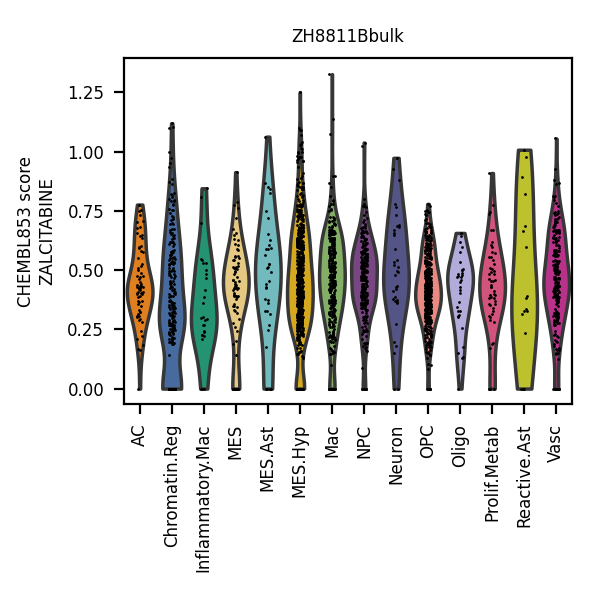 ZH8811Bbulk
CHEMBL853 score
ZALCITABINE
1.25
1.00
0.75
0.50
0.25
0.00
AC
Chromatin.Reg
Inflammatory.Mac
MES
MES.Ast
MES.Hyp
Mac
NPC
Neuron
OPC
Oligo
Prolif.Metab
Reactive.Ast
Vasc